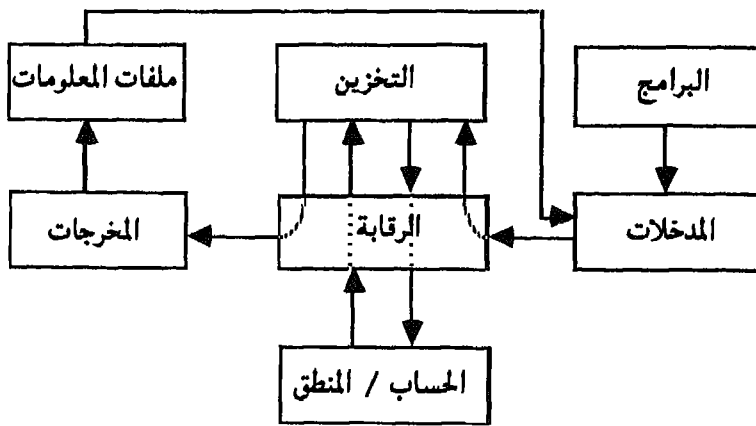 البرامج
التخزين
ملفات المعلومات
المدخلات
الرقابة
المخرجات
الحساب / المنطق